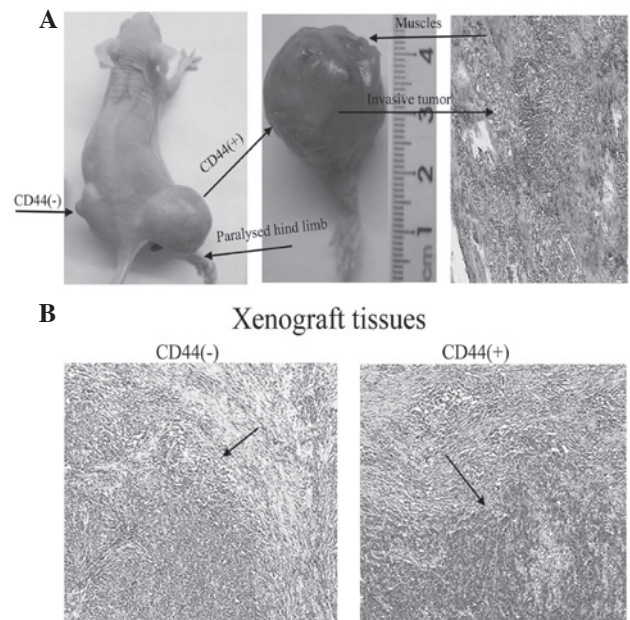 A
Muscles
4
Invasive tumor
3
CD44(+)
CD44(-)
2
Paralysed hind limb
1
cm
B
Xenograft tissues
CD44(-)
CD44(+)